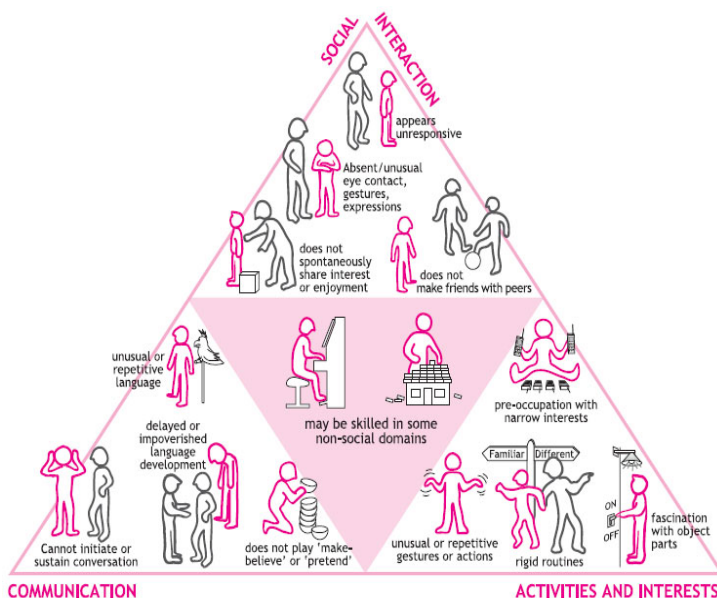 SOCIAL
INTERACTION
appears
unresponsive
Absent/unusual
eye contact,
gestures,
expressions
does not
spontaneously
share interest
or enjoyment
does not
make friends with peers
unusual or
repetitive
language
may be skilled in some
non-social domains
pre-occupation with
narrow interests
delayed or
impoverished
language
development
Cannot initiate or
sustain conversation
does not play 'make-
believe' or 'pretend'
unusual or repetitive
gestures or actions
Familiar
Different
rigid routines
ON
OFF
fascination
with object
parts
COMMUNICATION
ACTIVITIES AND INTERESTS